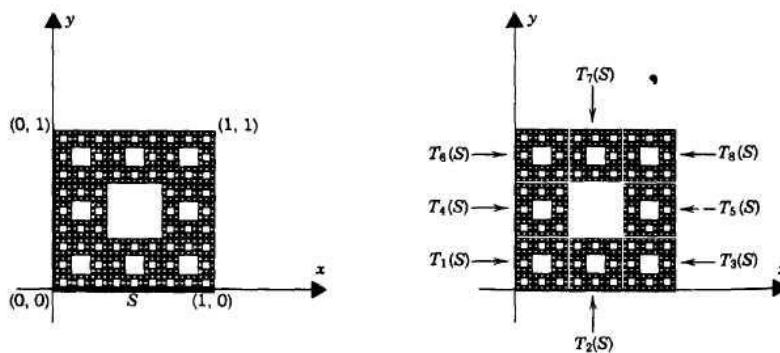 y
(0, 1)
(1, 1)
x
(0, 0)
S
(1, 0)
y
T₇(S)
T₆(S)
T₈(S)
T₄(S)
T₅(S)
T₁(S)
T₃(S)
x
T₂(S)